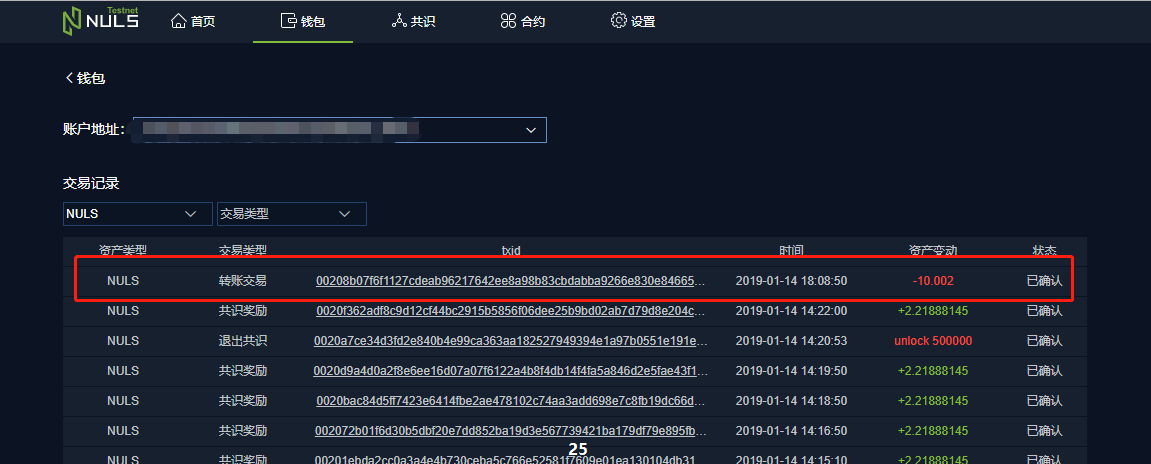 Testnet
NULS 首页 钱包 共识 合约 设置
钱包
账户地址：
交易记录
NULS 交易类型
资产类型 交易类型 txid 时间 资产变动 状态
NULS 转账交易 00208b07f6f1127cdeab96217642ee8a98b83cbdabba9266e830e84665... 2019-01-14 18:08:50 -10.002 已确认
NULS 共识奖励 0020f362adf8c9d12cf44bc2915b5856f06dee25b9bd02ab7d79d8e204c... 2019-01-14 14:22:00 +2.21888145 已确认
NULS 退出共识 0020a7ce34d3fd2e840b4e99ca363aa182527949394e1a97b0551e191e... 2019-01-14 14:20:53 unlock 500000 已确认
NULS 共识奖励 0020d9a4d0a2f8e6ee16d07a07f6122a4b8f4db14f4fa5a846d2e5fae43f1... 2019-01-14 14:19:50 +2.21888145 已确认
NULS 共识奖励 0020bac84d5ff7423e6414fbe2ae478102c74aa3add698e7c8fb19dc66d... 2019-01-14 14:18:50 +2.21888145 已确认
NULS 共识奖励 002072b01f6d30b5dbf20e7dd852ba19d3e567739421ba179df79e895fb... 2019-01-14 14:16:50 +2.21888145 已确认
NULS 共识奖励 00201ebda2cc0a3a4e4b730ceba5c766e52581f7609e01ea130104db31... 2019-01-14 14:15:10 +2.21888145 已确认
25